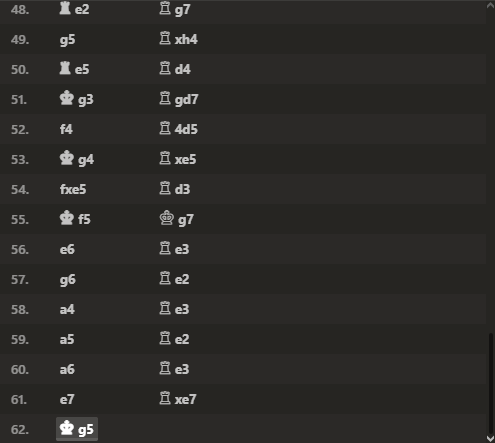 48. ♜ e2 ♖ g7
49. g5 ♖ xh4
50. ♜ e5 ♖ d4
51. ♚ g3 ♖ gd7
52. f4 ♖ 4d5
53. ♚ g4 ♖ xe5
54. fxe5 ♖ d3
55. ♚ f5 ♔ g7
56. e6 ♖ e3
57. g6 ♖ e2
58. a4 ♖ e3
59. a5 ♖ e2
60. a6 ♖ e3
61. e7 ♖ xe7
62. ♚ g5